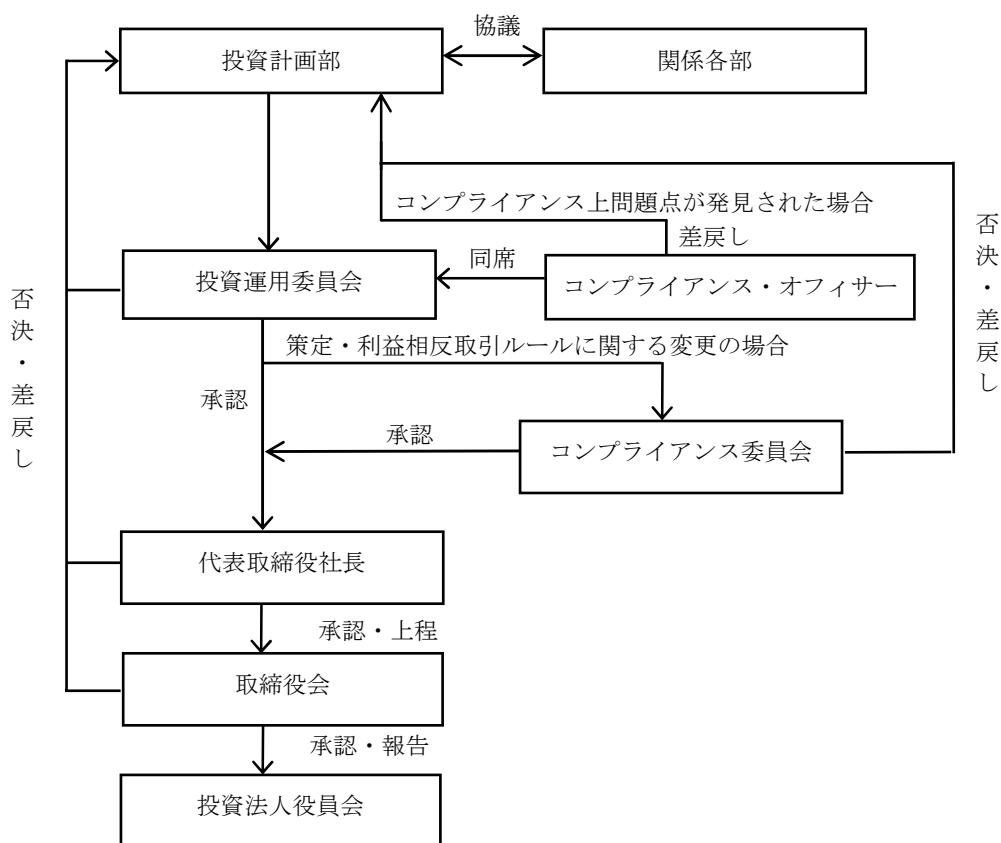 協議
投資計画部
関係各部
コンプライアンス上問題点が発見された場合
差戻し
同席
投資運用委員会
コンプライアンス・オフィサー
否決・差戻し
否決・差戻し
策定・利益相反取引ルールに関する変更の場合
承認
承認
コンプライアンス委員会
代表取締役社長
承認・上程
取締役会
承認・報告
投資法人役員会